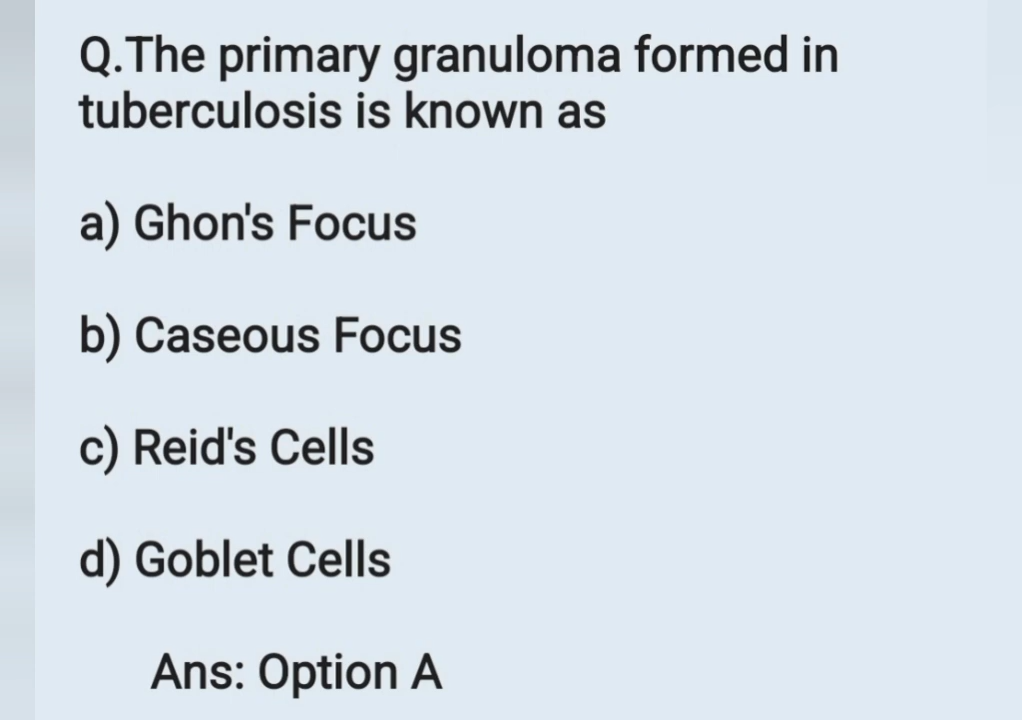 Q.The primary granuloma formed in
tuberculosis is known as
a) Ghon's Focus
b) Caseous Focus
c) Reid's Cells
d) Goblet Cells
Ans: Option A